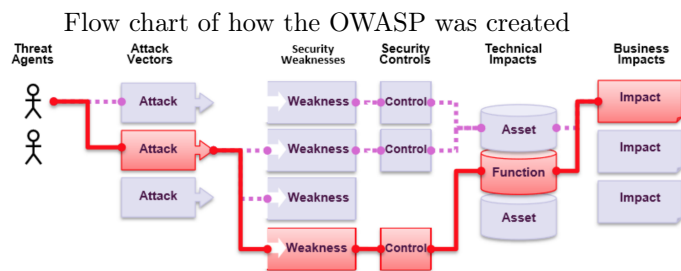 Flow chart of how the OWASP was created
Threat Agents
Attack Vectors
Security Weaknesses
Security Controls
Technical Impacts
Business Impacts
Attack
Weakness
Control
Impact
Asset
Attack
Weakness
Control
Impact
Function
Attack
Weakness
Impact
Asset
Weakness
Control